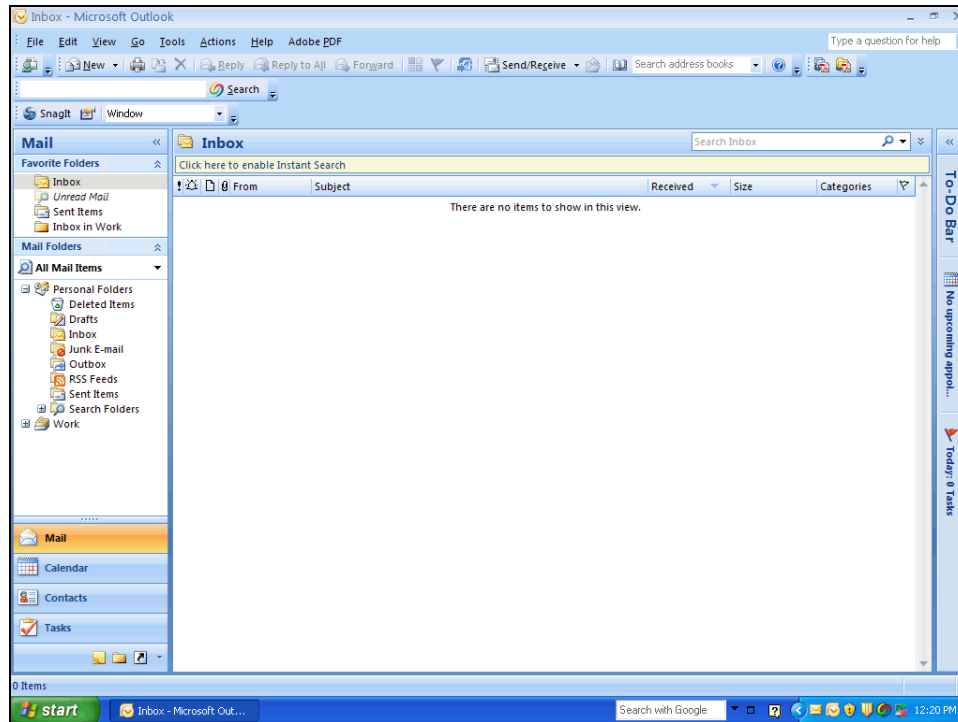 Inbox - Microsoft Outlook
File Edit View Go Tools Actions Help Adobe PDF
Type a question for help
New Reply Reply to All Forward Send/Receive Search address books
Search
SnagIt Window
Mail
Inbox
Search Inbox
Favorite Folders
Click here to enable Instant Search
Inbox
From Subject Received Size Categories
Unread Mail
There are no items to show in this view.
Sent Items
Inbox in Work
Mail Folders
All Mail Items
Personal Folders
Deleted Items
Drafts
Inbox
Junk E-mail
Outbox
RSS Feeds
Sent Items
Search Folders
Work
Mail
Calendar
Contacts
Tasks
To-Do Bar
No upcoming appoi...
Today: 0 Tasks
0 Items
start
Inbox - Microsoft Out...
Search with Google
12:20 PM